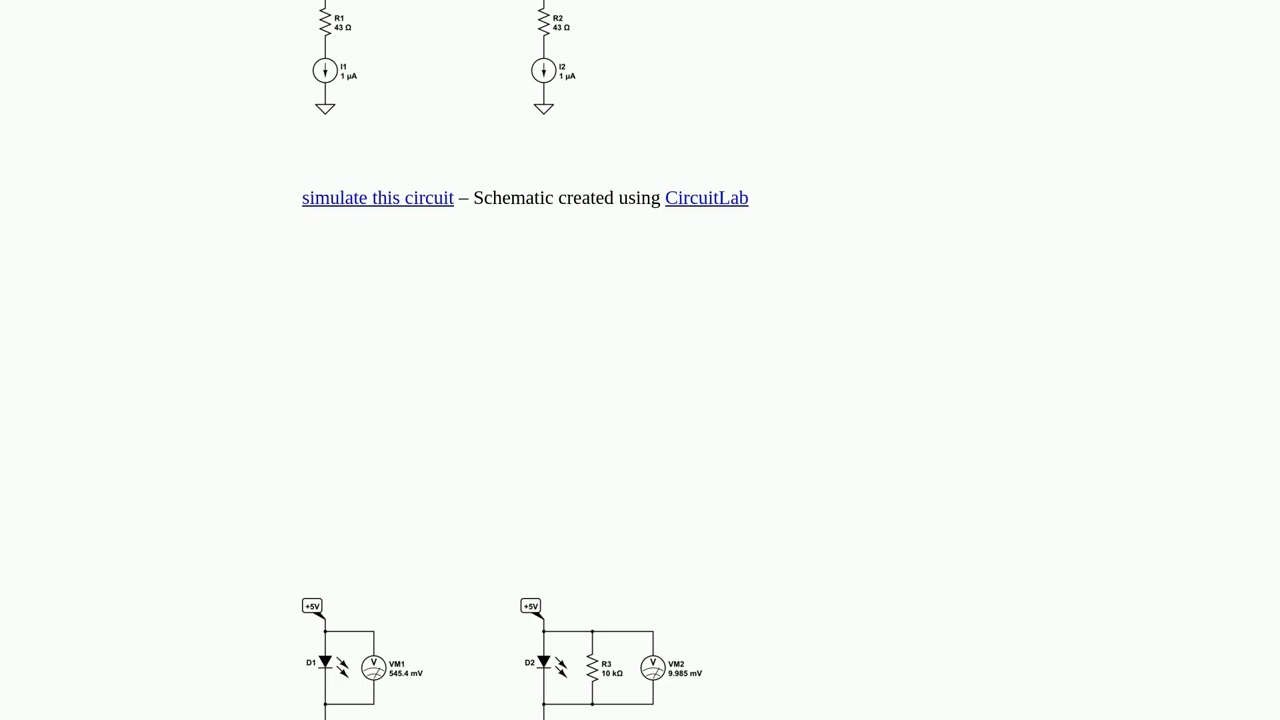 R1
43 Ω
R2
43 Ω
I1
1 µA
I2
1 µA
simulate this circuit – Schematic created using CircuitLab
+5V
+5V
D1
V
VM1
545.4 mV
D2
R3
10 kΩ
V
VM2
9.985 mV